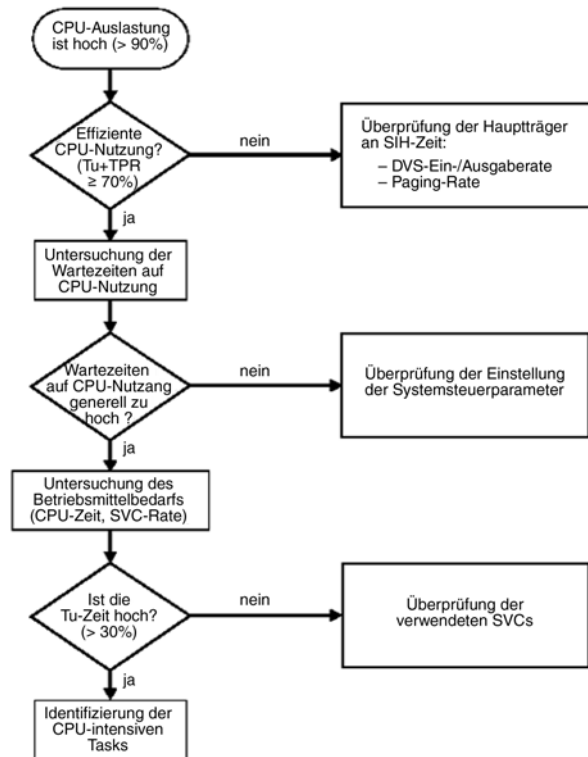 CPU-Auslastung
ist hoch (> 90%)
Effiziente
CPU-Nutzung?
(Tu+TPR
≥ 70%)
nein
Überprüfung der Hauptträger
an SIH-Zeit:
– DVS-Ein-/Ausgaberate
– Paging-Rate
ja
Untersuchung der
Wartezeiten auf
CPU-Nutzung
Wartezeiten
auf CPU-Nutzang
generell zu
hoch ?
nein
Überprüfung der Einstellung
der Systemsteuerparameter
ja
Untersuchung des
Betriebsmittelbedarfs
(CPU-Zeit, SVC-Rate)
Ist die
Tu-Zeit hoch?
(> 30%)
nein
Überprüfung der
verwendeten SVCs
ja
Identifizierung der
CPU-intensiven
Tasks